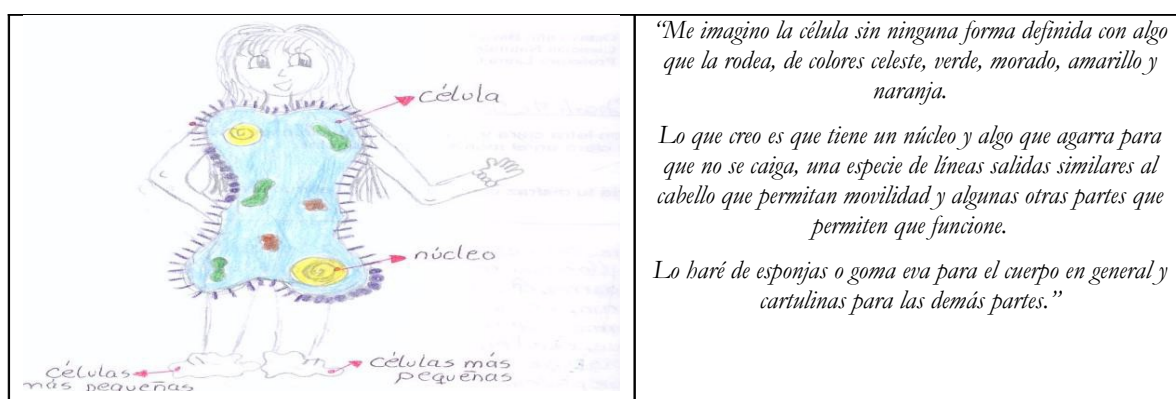 célula
núcleo
Células
más pequeñas
Células más
pequeñas
“Me imagino la célula sin ninguna forma definida con algo
que la rodea, de colores celeste, verde, morado, amarillo y
naranja.
Lo que creo es que tiene un núcleo y algo que agarra para
que no se caiga, una especie de líneas salidas similares al
cabello que permitan movilidad y algunas otras partes que
permiten que funcione.
Lo haré de esponjas o goma eva para el cuerpo en general y
cartulinas para las demás partes.”